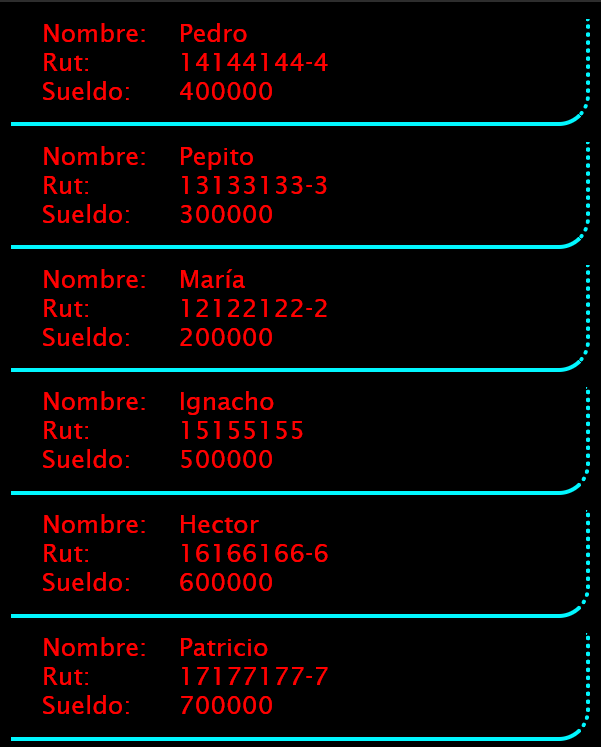 Nombre: Pedro
Rut: 14144144-4
Sueldo: 400000
Nombre: Pepito
Rut: 13133133-3
Sueldo: 300000
Nombre: María
Rut: 12122122-2
Sueldo: 200000
Nombre: Ignacho
Rut: 15155155
Sueldo: 500000
Nombre: Hector
Rut: 16166166-6
Sueldo: 600000
Nombre: Patricio
Rut: 17177177-7
Sueldo: 700000